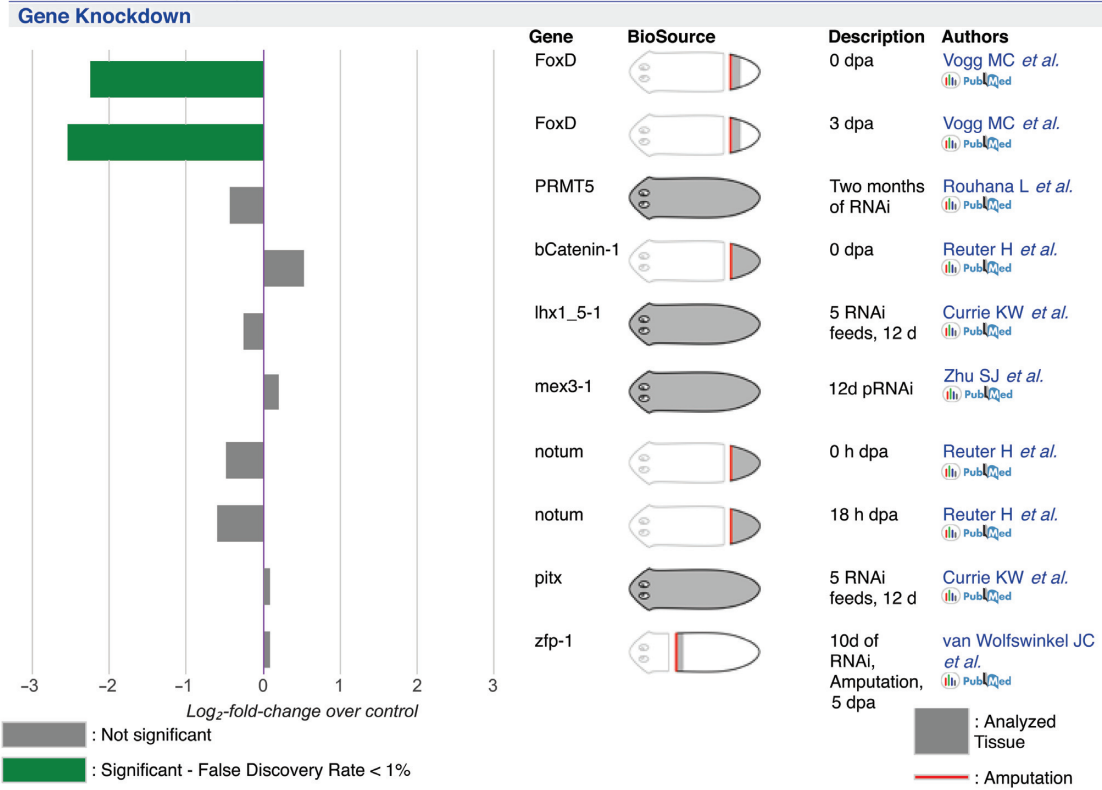 Gene Knockdown
Gene BioSource Description Authors
FoxD 0 dpa Vogg MC et al.
PubMed
FoxD 3 dpa Vogg MC et al.
PubMed
PRMT5 Two months Rouhana L et al.
of RNAi PubMed
bCatenin-1 0 dpa Reuter H et al.
PubMed
lhx1_5-1 5 RNAi Currie KW et al.
feeds, 12 d PubMed
mex3-1 12d pRNAi Zhu SJ et al.
PubMed
notum 0 h dpa Reuter H et al.
PubMed
notum 18 h dpa Reuter H et al.
PubMed
pitx 5 RNAi Currie KW et al.
feeds, 12 d PubMed
zfp-1 10d of van Wolfswinkel JC
RNAi, et al.
Amputation, PubMed
5 dpa
−3 −2 −1 0 1 2 3
Log₂-fold-change over control
: Not significant
: Significant - False Discovery Rate < 1%
: Analyzed
Tissue
: Amputation